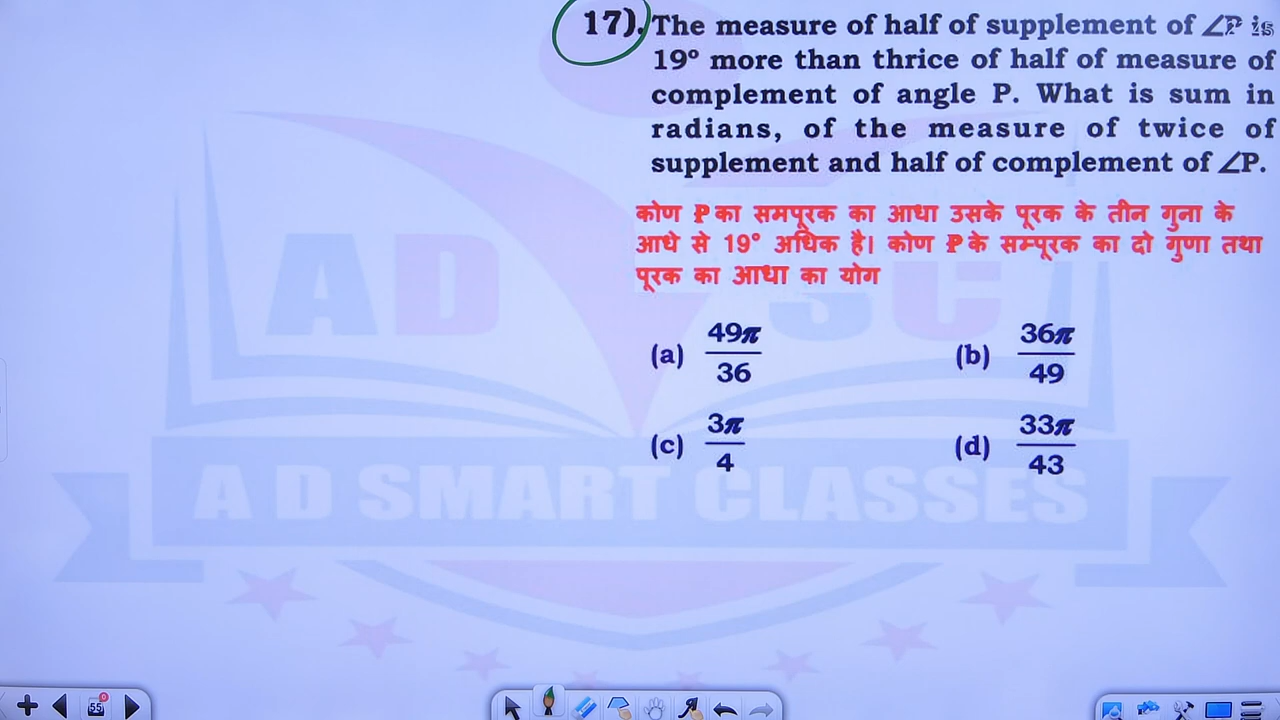 17). The measure of half of supplement of ∠P is
19° more than thrice of half of measure of
complement of angle P. What is sum in
radians, of the measure of twice of
supplement and half of complement of ∠P.
कोण P का समपूरक का आधा उसके पूरक के तीन गुना के
आधे से 19° अधिक है। कोण P के सम्पूरक का दो गुणा तथा
पूरक का आधा का योग
(a) 49π/36 (b) 36π/49
(c) 3π/4 (d) 33π/43
AD SC
A D SMART CLASSES
55
0